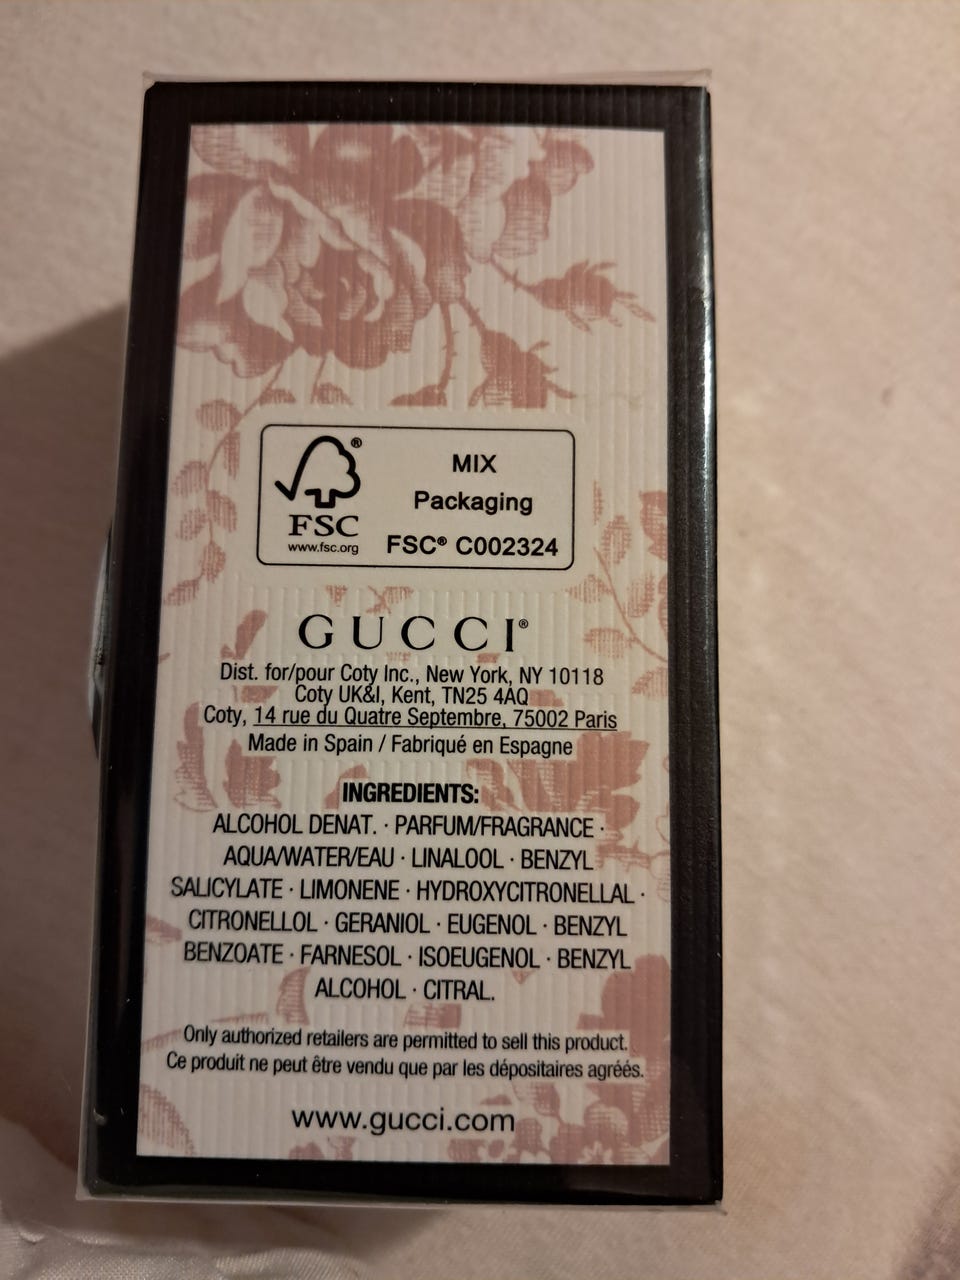 FSC®
www.fsc.org
MIX
Packaging
FSC® C002324
GUCCI®
Dist. for/pour Coty Inc., New York, NY 10118
Coty UK&I, Kent, TN25 4AQ
Coty, 14 rue du Quatre Septembre, 75002 Paris
Made in Spain / Fabriqué en Espagne
INGREDIENTS:
ALCOHOL DENAT. · PARFUM/FRAGRANCE ·
AQUA/WATER/EAU · LINALOOL · BENZYL
SALICYLATE · LIMONENE · HYDROXYCITRONELLAL ·
CITRONELLOL · GERANIOL · EUGENOL · BENZYL
BENZOATE · FARNESOL · ISOEUGENOL · BENZYL
ALCOHOL · CITRAL.
Only authorized retailers are permitted to sell this product.
Ce produit ne peut être vendu que par les dépositaires agréés.
www.gucci.com